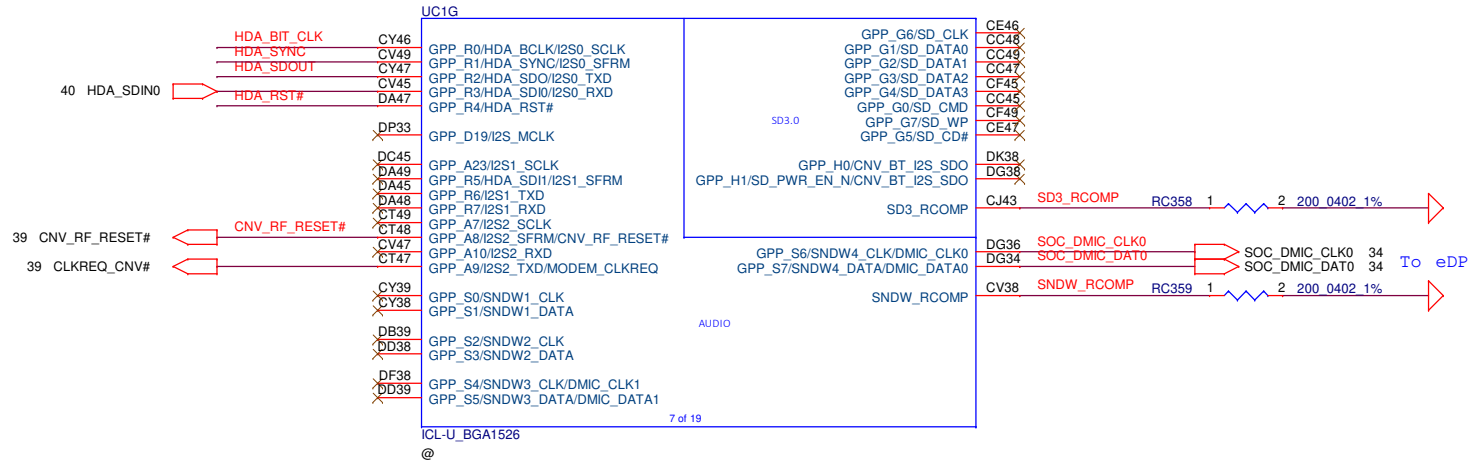 UC1G
HDA_BIT_CLK CY46 GPP_R0/HDA_BCLK/I2S0_SCLK
HDA_SYNC CV49 GPP_R1/HDA_SYNC/I2S0_SFRM
HDA_SDOUT CY47 GPP_R2/HDA_SDO/I2S0_TXD
40 HDA_SDIN0 CV45 GPP_R3/HDA_SDI0/I2S0_RXD
HDA_RST# DA47 GPP_R4/HDA_RST#
DP33 GPP_D19/I2S_MCLK
DC45 GPP_A23/I2S1_SCLK
DA49 GPP_R5/HDA_SDI1/I2S1_SFRM
DA45 GPP_R6/I2S1_TXD
DA48 GPP_R7/I2S1_RXD
CT49 GPP_A7/I2S2_SCLK
39 CNV_RF_RESET# CNV_RF_RESET# CT48 GPP_A8/I2S2_SFRM/CNV_RF_RESET#
CV47 GPP_A10/I2S2_RXD
39 CLKREQ_CNV# CT47 GPP_A9/I2S2_TXD/MODEM_CLKREQ
CY39 GPP_S0/SNDW1_CLK
CY38 GPP_S1/SNDW1_DATA
DB39 GPP_S2/SNDW2_CLK
DD38 GPP_S3/SNDW2_DATA
DF38 GPP_S4/SNDW3_CLK/DMIC_CLK1
DD39 GPP_S5/SNDW3_DATA/DMIC_DATA1
GPP_G6/SD_CLK CE46
GPP_G1/SD_DATA0 CC48
GPP_G2/SD_DATA1 CC49
GPP_G3/SD_DATA2 CC47
GPP_G4/SD_DATA3 CF45
GPP_G0/SD_CMD CC45
SD3.0
GPP_G7/SD_WP CF49
GPP_G5/SD_CD# CE47
GPP_H0/CNV_BT_I2S_SDO DK38
GPP_H1/SD_PWR_EN_N/CNV_BT_I2S_SDO DG38
SD3_RCOMP CJ43 SD3_RCOMP RC358 1 2 200_0402_1%
GPP_S6/SNDW4_CLK/DMIC_CLK0 DG36 SOC_DMIC_CLK0 SOC_DMIC_CLK0 34
GPP_S7/SNDW4_DATA/DMIC_DATA0 DG34 SOC_DMIC_DAT0 SOC_DMIC_DAT0 34
To eDP
SNDW_RCOMP CV38 SNDW_RCOMP RC359 1 2 200_0402_1%
AUDIO
7 of 19
ICL-U_BGA1526
@